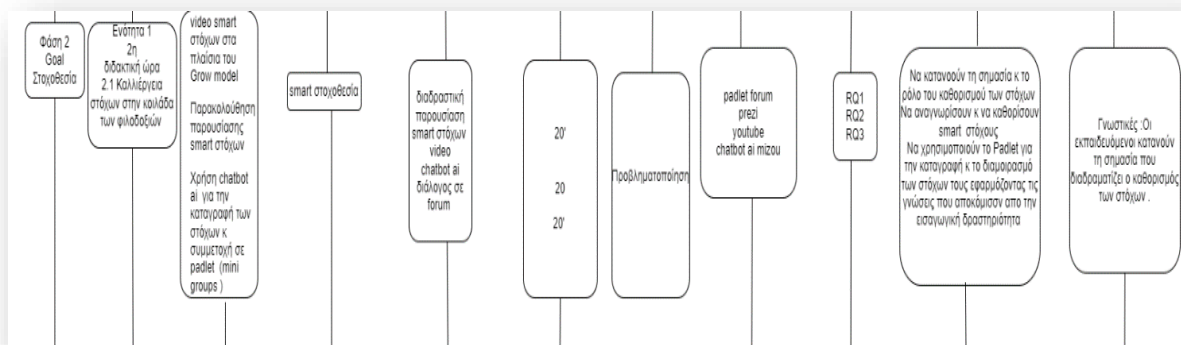 Φάση 2
Goal
Στοχοθεσία
Ενότητα 1
2η
διδακτική ώρα
2.1 Καλλιέργεια
στόχων στην κοιλάδα
των φιλοδοξιών
video smart
στόχων στα
πλαίσια του
Grow model
Παρακολούθηση
παρουσίασης
smart στόχων
Χρήση chatbot
ai για την
καταγραφή των
στόχων κ
συμμετοχή σε
padlet (mini
groups )
smart στοχοθεσία
διαδραστική
παρουσίαση
smart στόχων
video
chatbot ai
διάλογος σε
forum
20'
20
20'
Προβληματοποίηση
padlet forum
prezi
youtube
chatbot ai mizou
RQ1
RQ2
RQ3
Να κατανοούν τη σημασία κ το
ρόλο του καθορισμού των στόχων
Να αναγνωρίσουν κ να καθορίσουν
smart στόχους
Να χρησιμοποιούν το Padlet για
την καταγραφή κ το διαμοιρασμό
των στόχων τους εφαρμόζοντας τις
γνώσεις που αποκόμισσν απο την
εισαγωγική δραστηριότητα
Γνωστικές :Οι
εκπαιδευόμενοι κατανούν
τη σημασία που
διαδραματίζει ο καθορισμός
των στόχων .